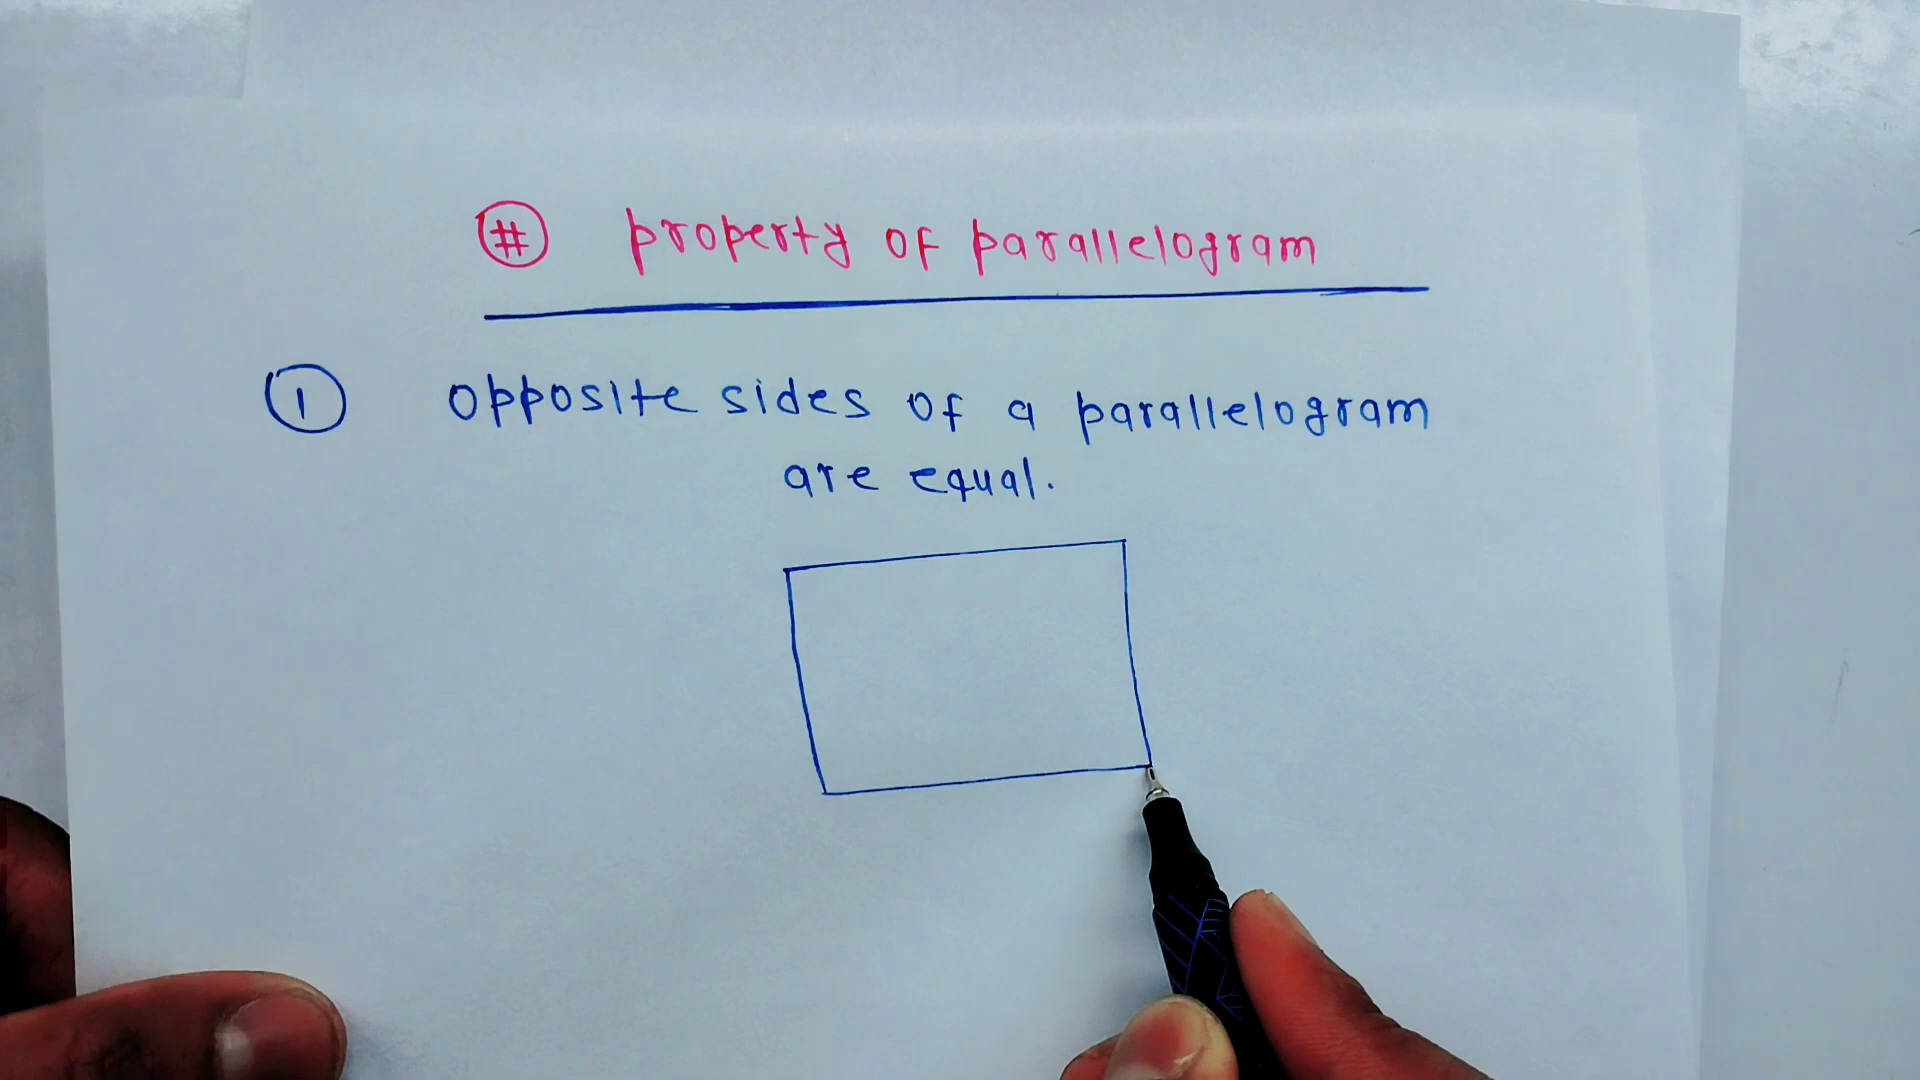 # property of parallelogram
1 opposite sides of a parallelogram
are equal.